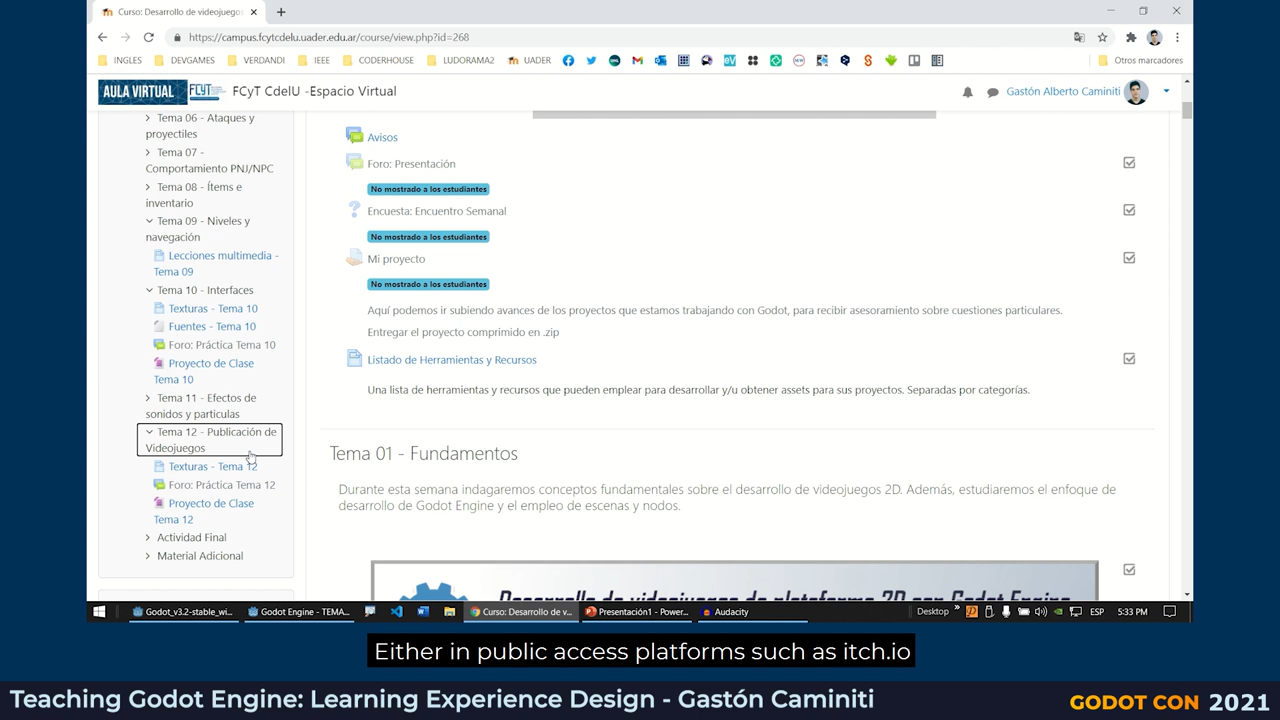 Curso: Desarrollo de videojuegos
https://campus.fcytcdelu.uader.edu.ar/course/view.php?id=268
INGLES
DEVGAMES
VERDANDI
IEEE
CODERHOUSE
LUDORAMA2
UADER
Otros marcadores
AULA VIRTUAL
FCyT
FCyT CdelU -Espacio Virtual
Gastón Alberto Caminiti
Tema 06 - Ataques y
proyectiles
Tema 07 -
Comportamiento PNJ/NPC
Tema 08 - Ítems e
inventario
Tema 09 - Niveles y
navegación
Lecciones multimedia -
Tema 09
Tema 10 - Interfaces
Texturas - Tema 10
Fuentes - Tema 10
Foro: Práctica Tema 10
Proyecto de Clase
Tema 10
Tema 11 - Efectos de
sonidos y particulas
Tema 12 - Publicación de
Videojuegos
Texturas - Tema 12
Foro: Práctica Tema 12
Proyecto de Clase
Tema 12
Actividad Final
Material Adicional
Avisos
Foro: Presentación
No mostrado a los estudiantes
Encuesta: Encuentro Semanal
No mostrado a los estudiantes
Mi proyecto
No mostrado a los estudiantes
Aquí podemos ir subiendo avances de los proyectos que estamos trabajando con Godot, para recibir asesoramiento sobre cuestiones particulares.
Entregar el proyecto comprimido en .zip
Listado de Herramientas y Recursos
Una lista de herramientas y recursos que pueden emplear para desarrollar y/u obtener assets para sus proyectos. Separadas por categorías.
Tema 01 - Fundamentos
Durante esta semana indagaremos conceptos fundamentales sobre el desarrollo de videojuegos 2D. Además, estudiaremos el enfoque de
desarrollo de Godot Engine y el empleo de escenas y nodos.
Desarrollo de videojuegos de plataforma 2D con Godot Engine
Godot_v3.2-stable_wi...
Godot Engine - TEMA...
Curso: Desarrollo de v...
Presentación1 - Power...
Audacity
Desktop
ESP
5:33 PM
Either in public access platforms such as itch.io
Teaching Godot Engine: Learning Experience Design - Gastón Caminiti
GODOT CON 2021